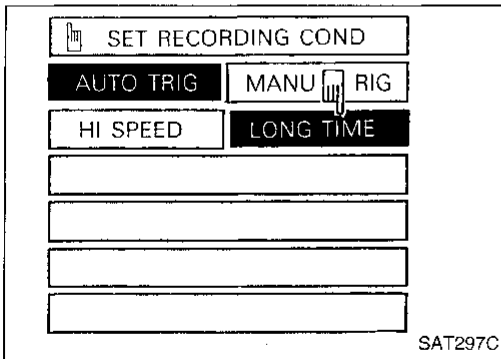 SET RECORDING COND
AUTO TRIG MANU RIG
HI SPEED LONG TIME
SAT297C